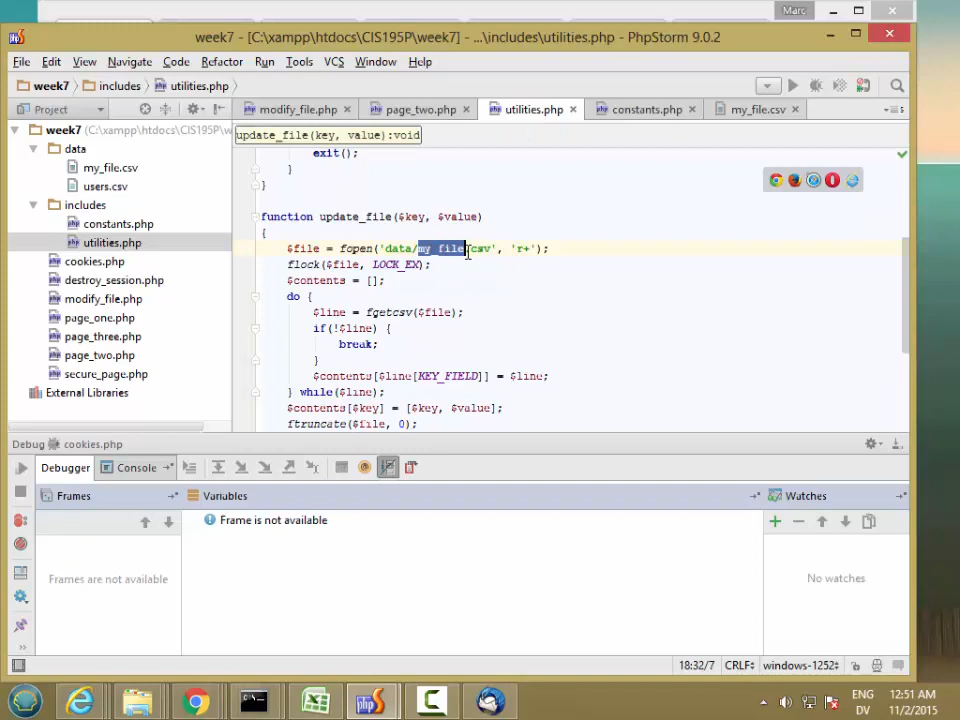 Marc
week7 [C:\xampp\htdocs\CIS195P\week7] - ...\includes\utilities.php - PhpStorm 9.0.2
File Edit View Navigate Code Refactor Run Tools VCS Window Help
week7 includes utilities.php
Project
modify_file.php page_two.php utilities.php constants.php my_file.csv
week7 (C:\xampp\htdocs\CIS195P\w
data
my_file.csv
users.csv
includes
constants.php
utilities.php
cookies.php
destroy_session.php
modify_file.php
page_one.php
page_three.php
page_two.php
secure_page.php
External Libraries
update_file(key, value):void
exit();
}
}
function update_file($key, $value)
{
$file = fopen('data/my_file.csv', 'r+');
flock($file, LOCK_EX);
$contents = [];
do {
$line = fgetcsv($file);
if(!$line) {
break;
}
$contents[$line[KEY_FIELD]] = $line;
} while($line);
$contents[$key] = [$key, $value];
ftruncate($file, 0);
Debug cookies.php
Debugger Console
Frames Variables Watches
Frame is not available
Frames are not available
No watches
18:32/7 CRLF windows-1252
ENG
DV
12:51 AM
11/2/2015